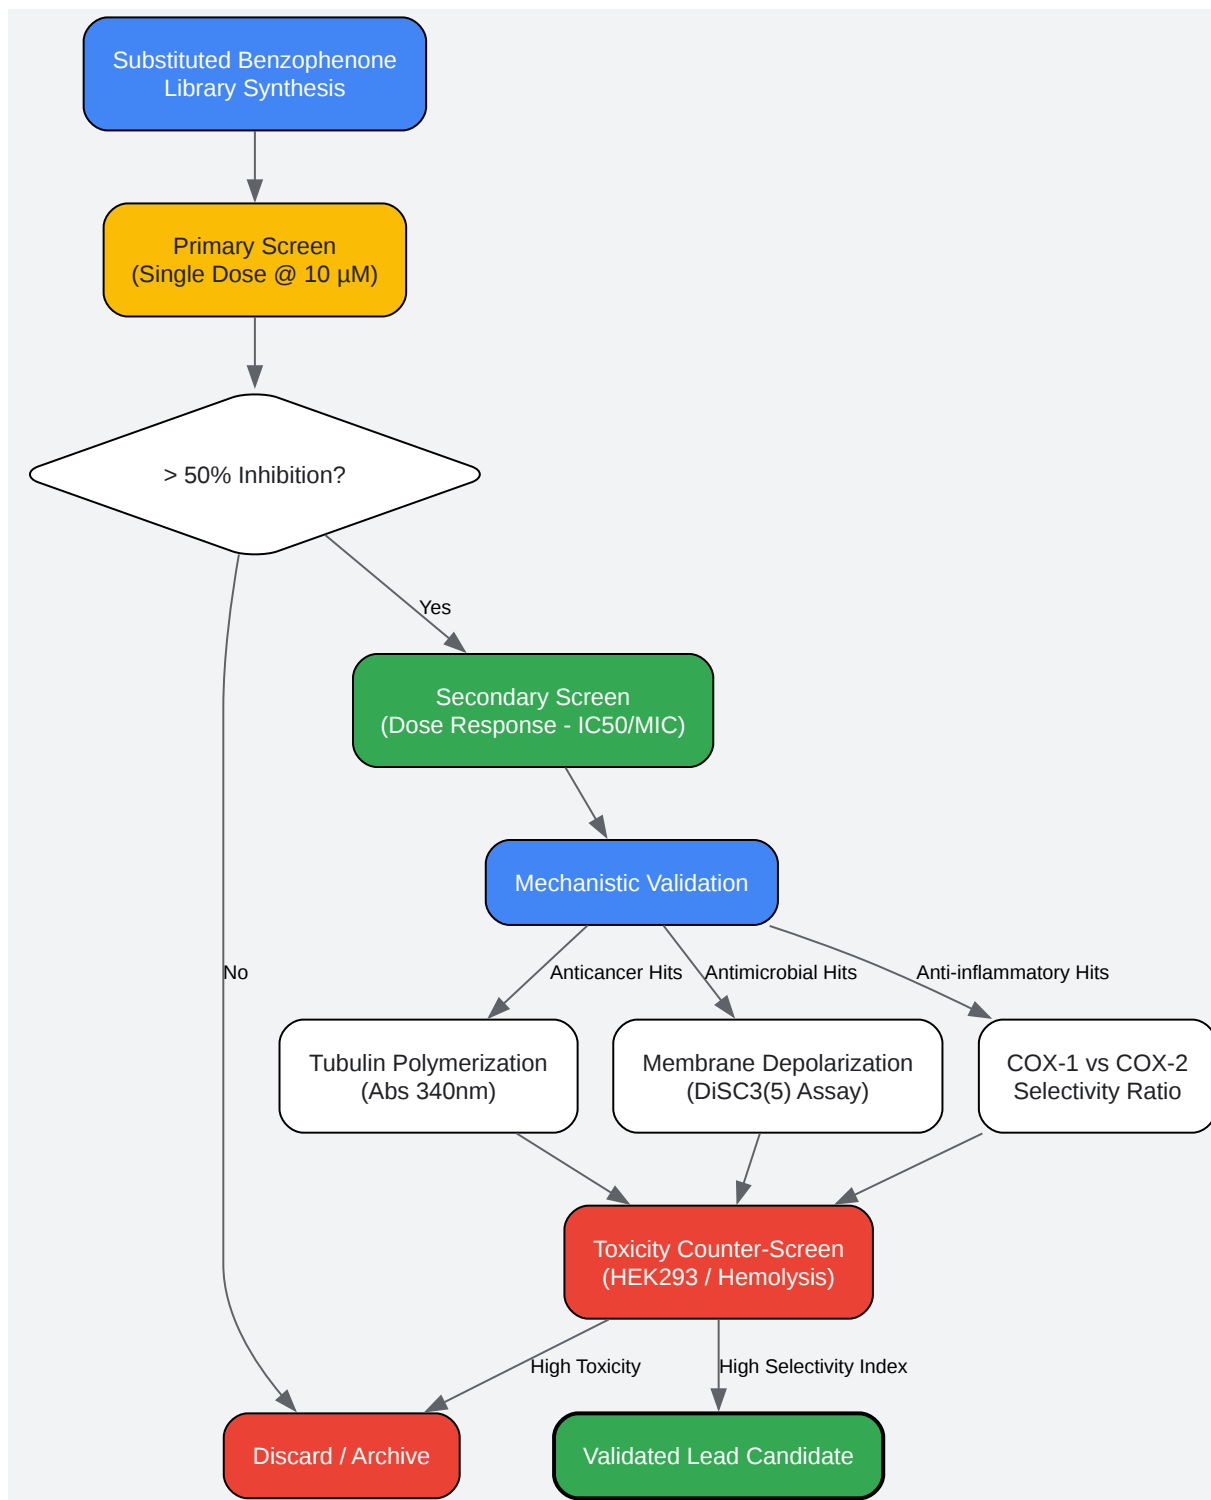 Substituted Benzophenone
Library Synthesis
Primary Screen
(Single Dose @ 10 µM)
> 50% Inhibition?
Yes
Secondary Screen
(Dose Response - IC50/MIC)
Mechanistic Validation
No
Anticancer Hits
Antimicrobial Hits
Anti-inflammatory Hits
Tubulin Polymerization
(Abs 340nm)
Membrane Depolarization
(DiSC3(5) Assay)
COX-1 vs COX-2
Selectivity Ratio
Toxicity Counter-Screen
(HEK293 / Hemolysis)
High Toxicity
High Selectivity Index
Discard / Archive
Validated Lead Candidate